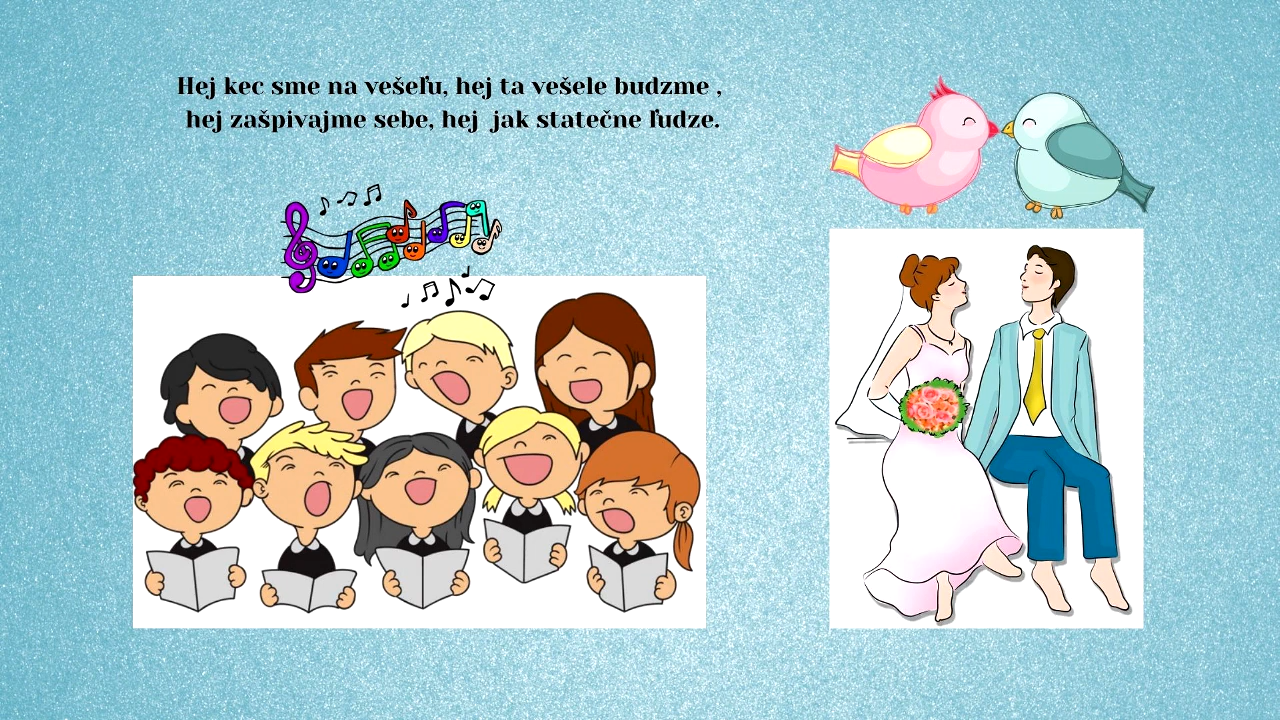 Hej kec sme na vešeľu, hej ta vešele budzme ,
hej zašpivajme sebe, hej jak statečne ľudze.